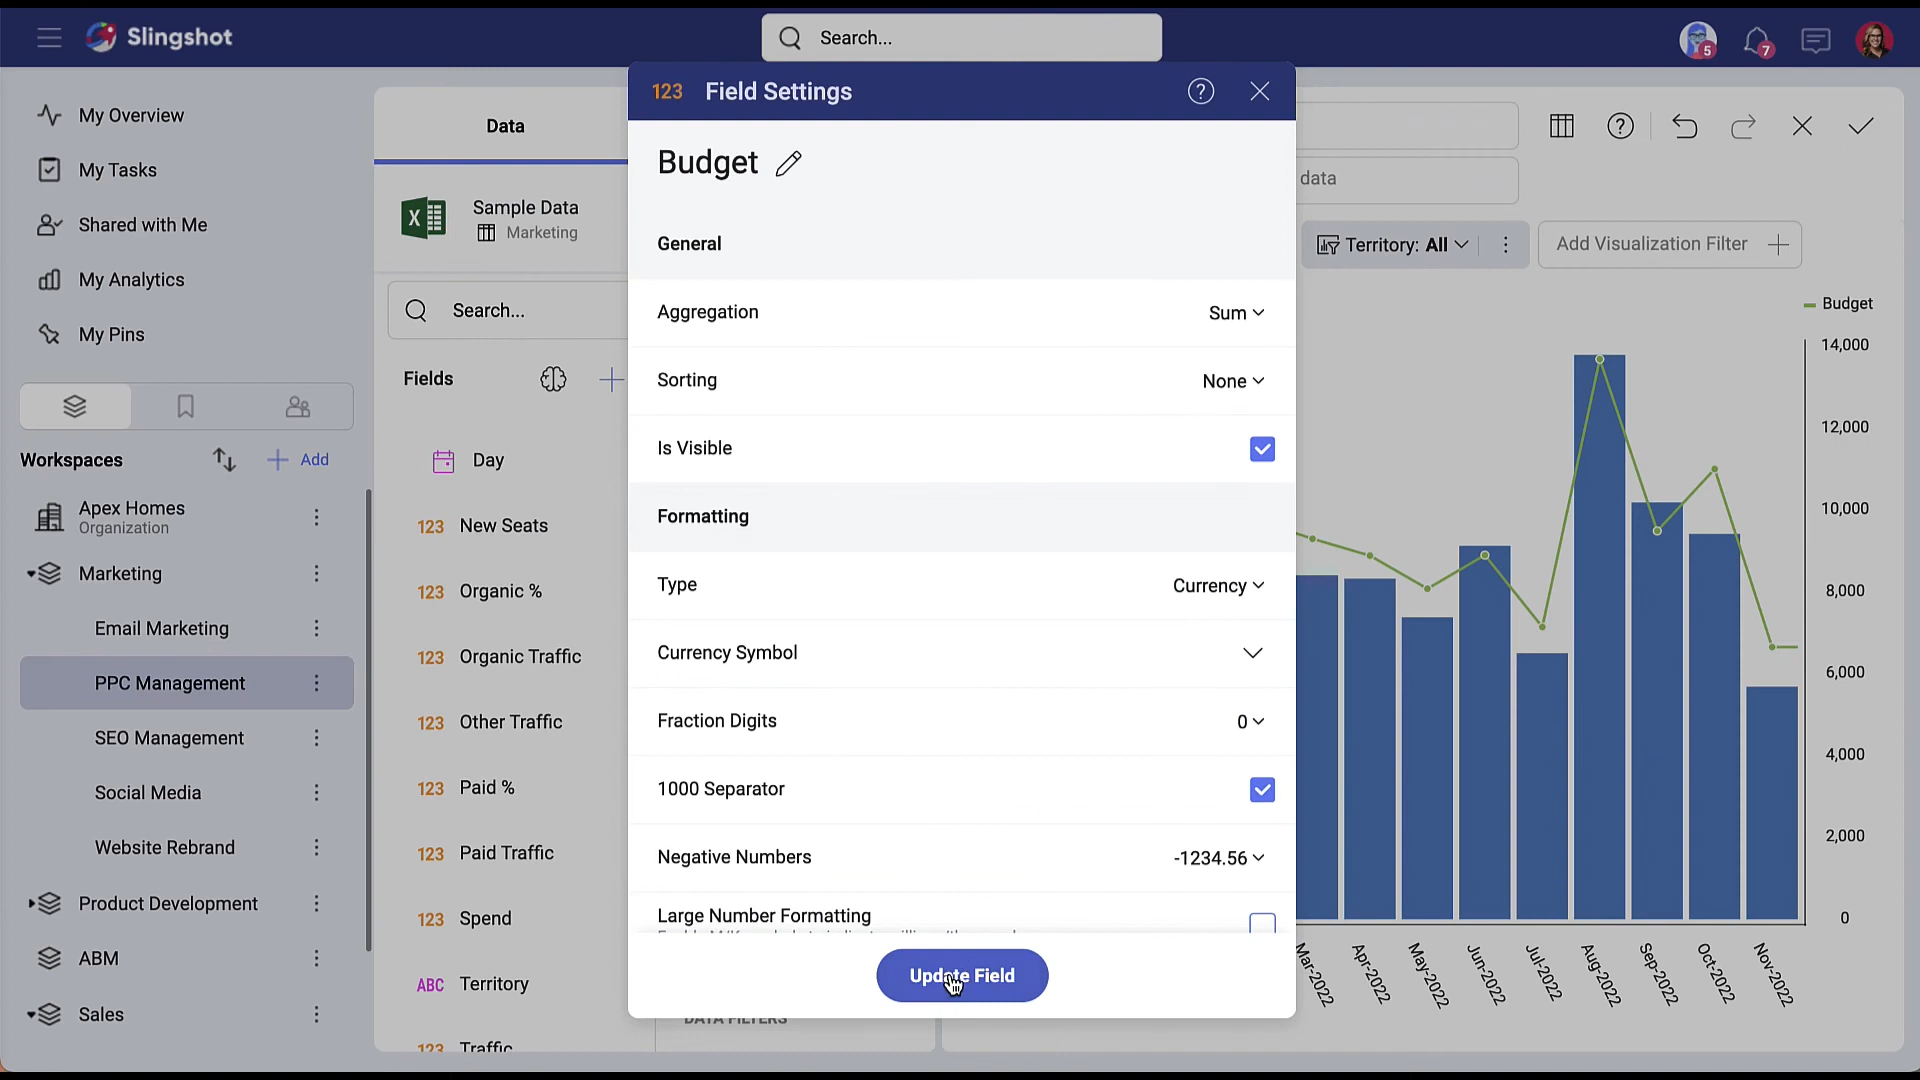 Slingshot
Search...
5
7
My Overview
My Tasks
Shared with Me
My Analytics
My Pins
Workspaces
Add
Apex Homes
Organization
Marketing
Email Marketing
PPC Management
SEO Management
Social Media
Website Rebrand
Product Development
ABM
Sales
Data
Sample Data
Marketing
Search...
Fields
Day
123 New Seats
123 Organic %
123 Organic Traffic
123 Other Traffic
123 Paid %
123 Paid Traffic
123 Spend
ABC Territory
123 Traffic
123 Field Settings
Budget
General
Aggregation Sum
Sorting None
Is Visible
Formatting
Type Currency
Currency Symbol
Fraction Digits 0
1000 Separator
Negative Numbers -1234.56
Large Number Formatting
Update Field
DATA FILTERS
data
Territory: All
Add Visualization Filter
Budget
14,000
12,000
10,000
8,000
6,000
4,000
2,000
0
Mar-2022
Apr-2022
May-2022
Jun-2022
Jul-2022
Aug-2022
Sep-2022
Oct-2022
Nov-2022